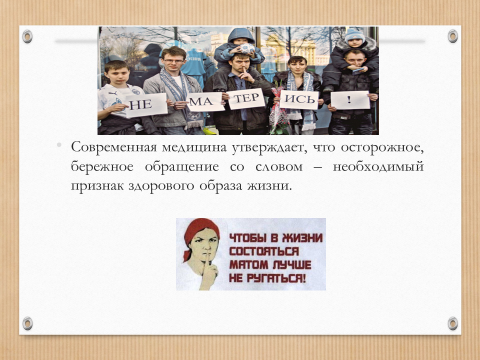 НЕ МА ТЕР ИСЬ !
Современная медицина утверждает, что осторожное,
бережное обращение со словом – необходимый
признак здорового образа жизни.
ЧТОБЫ В ЖИЗНИ
СОСТОЯТЬСЯ
МАТОМ ЛУЧШЕ
НЕ РУГАТЬСЯ!